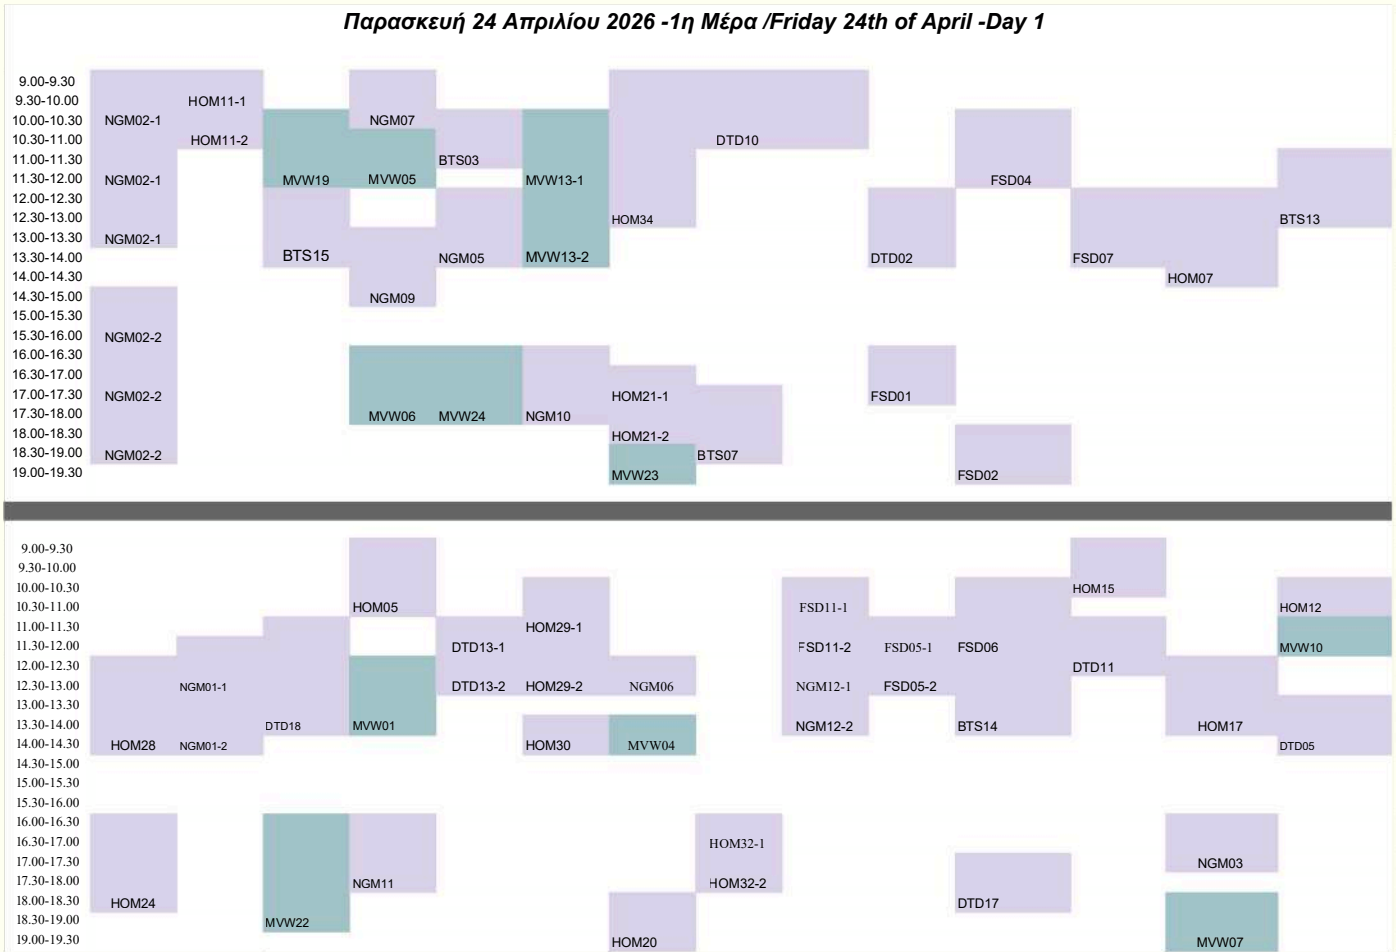 Παρασκευή 24 Απριλίου 2026 -1η Μέρα /Friday 24th of April -Day 1
9.00-9.30
9.30-10.00 HOM11-1
10.00-10.30 NGM02-1 NGM07
10.30-11.00 HOM11-2 DTD10
11.00-11.30 BTS03
11.30-12.00 NGM02-1 MVW19 MVW05 MVW13-1 FSD04
12.00-12.30
12.30-13.00 HOM34 BTS13
13.00-13.30 NGM02-1
13.30-14.00 BTS15 NGM05 MVW13-2 DTD02 FSD07
14.00-14.30 HOM07
14.30-15.00 NGM09
15.00-15.30
15.30-16.00 NGM02-2
16.00-16.30
16.30-17.00
17.00-17.30 NGM02-2 HOM21-1 FSD01
17.30-18.00 MVW06 MVW24 NGM10
18.00-18.30 HOM21-2
18.30-19.00 NGM02-2 BTS07
19.00-19.30 MVW23 FSD02
9.00-9.30
9.30-10.00
10.00-10.30 HOM15
10.30-11.00 HOM05 FSD11-1 HOM12
11.00-11.30 HOM29-1
11.30-12.00 DTD13-1 FSD11-2 FSD05-1 FSD06 MVW10
12.00-12.30 DTD11
12.30-13.00 NGM01-1 DTD13-2 HOM29-2 NGM06 NGM12-1 FSD05-2
13.00-13.30
13.30-14.00 DTD18 MVW01 NGM12-2 BTS14 HOM17
14.00-14.30 HOM28 NGM01-2 HOM30 MVW04 DTD05
14.30-15.00
15.00-15.30
15.30-16.00
16.00-16.30
16.30-17.00 HOM32-1
17.00-17.30 NGM03
17.30-18.00 NGM11 HOM32-2
18.00-18.30 HOM24 DTD17
18.30-19.00 MVW22
19.00-19.30 HOM20 MVW07